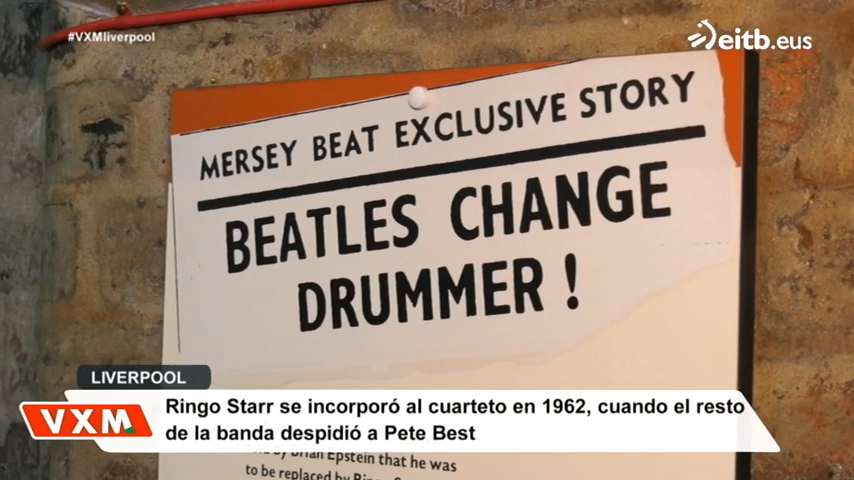 #VXMliverpool
eitb.eus
MERSEY BEAT EXCLUSIVE STORY
BEATLES CHANGE
DRUMMER !
LIVERPOOL
VXM
Ringo Starr se incorporó al cuarteto en 1962, cuando el resto
de la banda despidió a Pete Best
by Brian Epstein that he was
to be replaced by Ringo